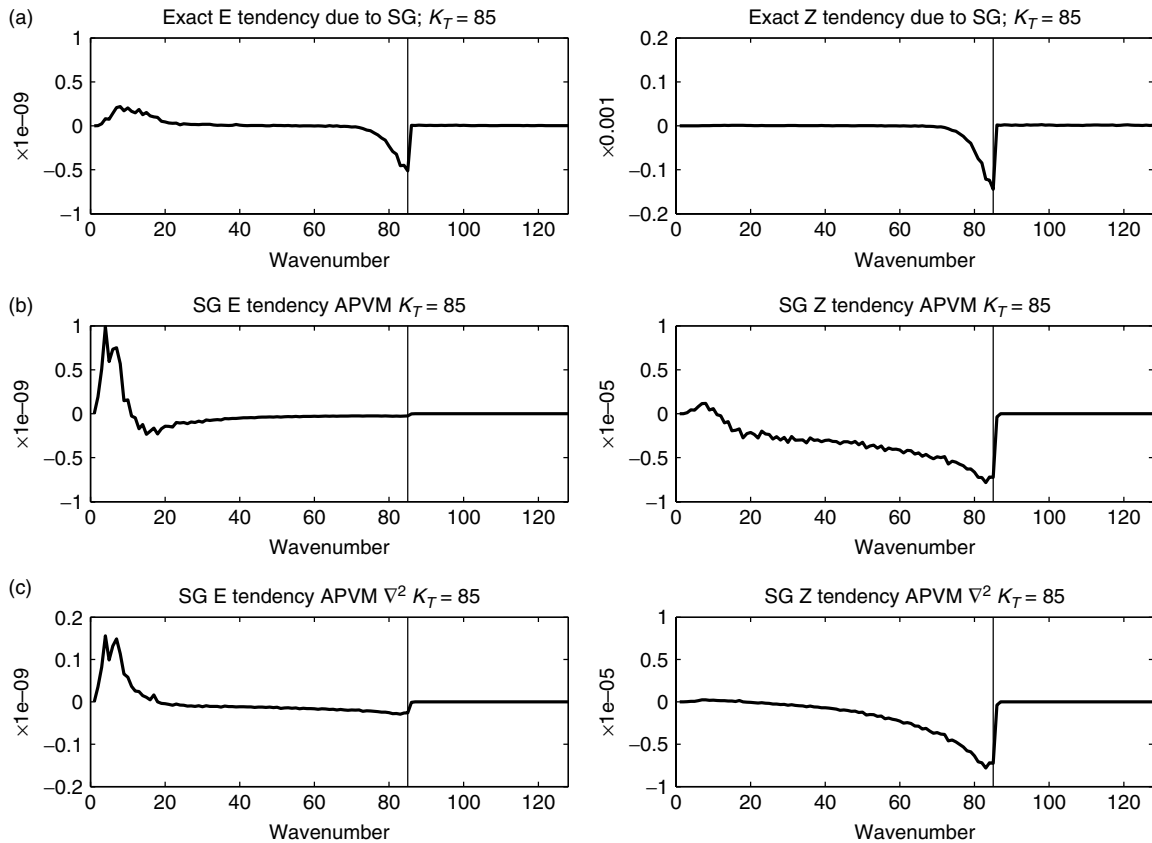 (a)
Exact E tendency due to SG; K_T = 85
1
0.5
0
−0.5
−1
×1e−09
0 20 40 60 80 100 120
Wavenumber
Exact Z tendency due to SG; K_T = 85
0.2
0.1
0
−0.1
−0.2
×0.001
0 20 40 60 80 100 120
Wavenumber
(b)
SG E tendency APVM K_T = 85
1
0.5
0
−0.5
−1
×1e−09
0 20 40 60 80 100 120
Wavenumber
SG Z tendency APVM K_T = 85
1
0.5
0
−0.5
−1
×1e−05
0 20 40 60 80 100 120
Wavenumber
(c)
SG E tendency APVM ∇² K_T = 85
0.2
0.1
0
−0.1
−0.2
×1e−09
0 20 40 60 80 100 120
Wavenumber
SG Z tendency APVM ∇² K_T = 85
1
0.5
0
−0.5
−1
×1e−05
0 20 40 60 80 100 120
Wavenumber